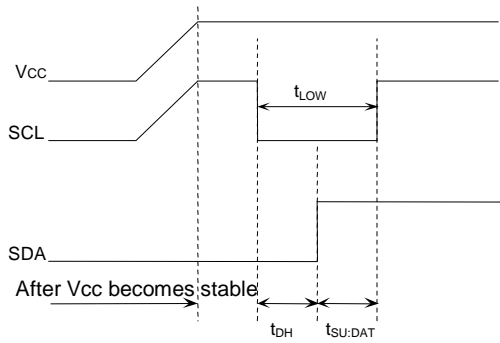 VCC
tLOW
SCL
SDA
After Vcc becomes stable
tDH
tSU;DAT